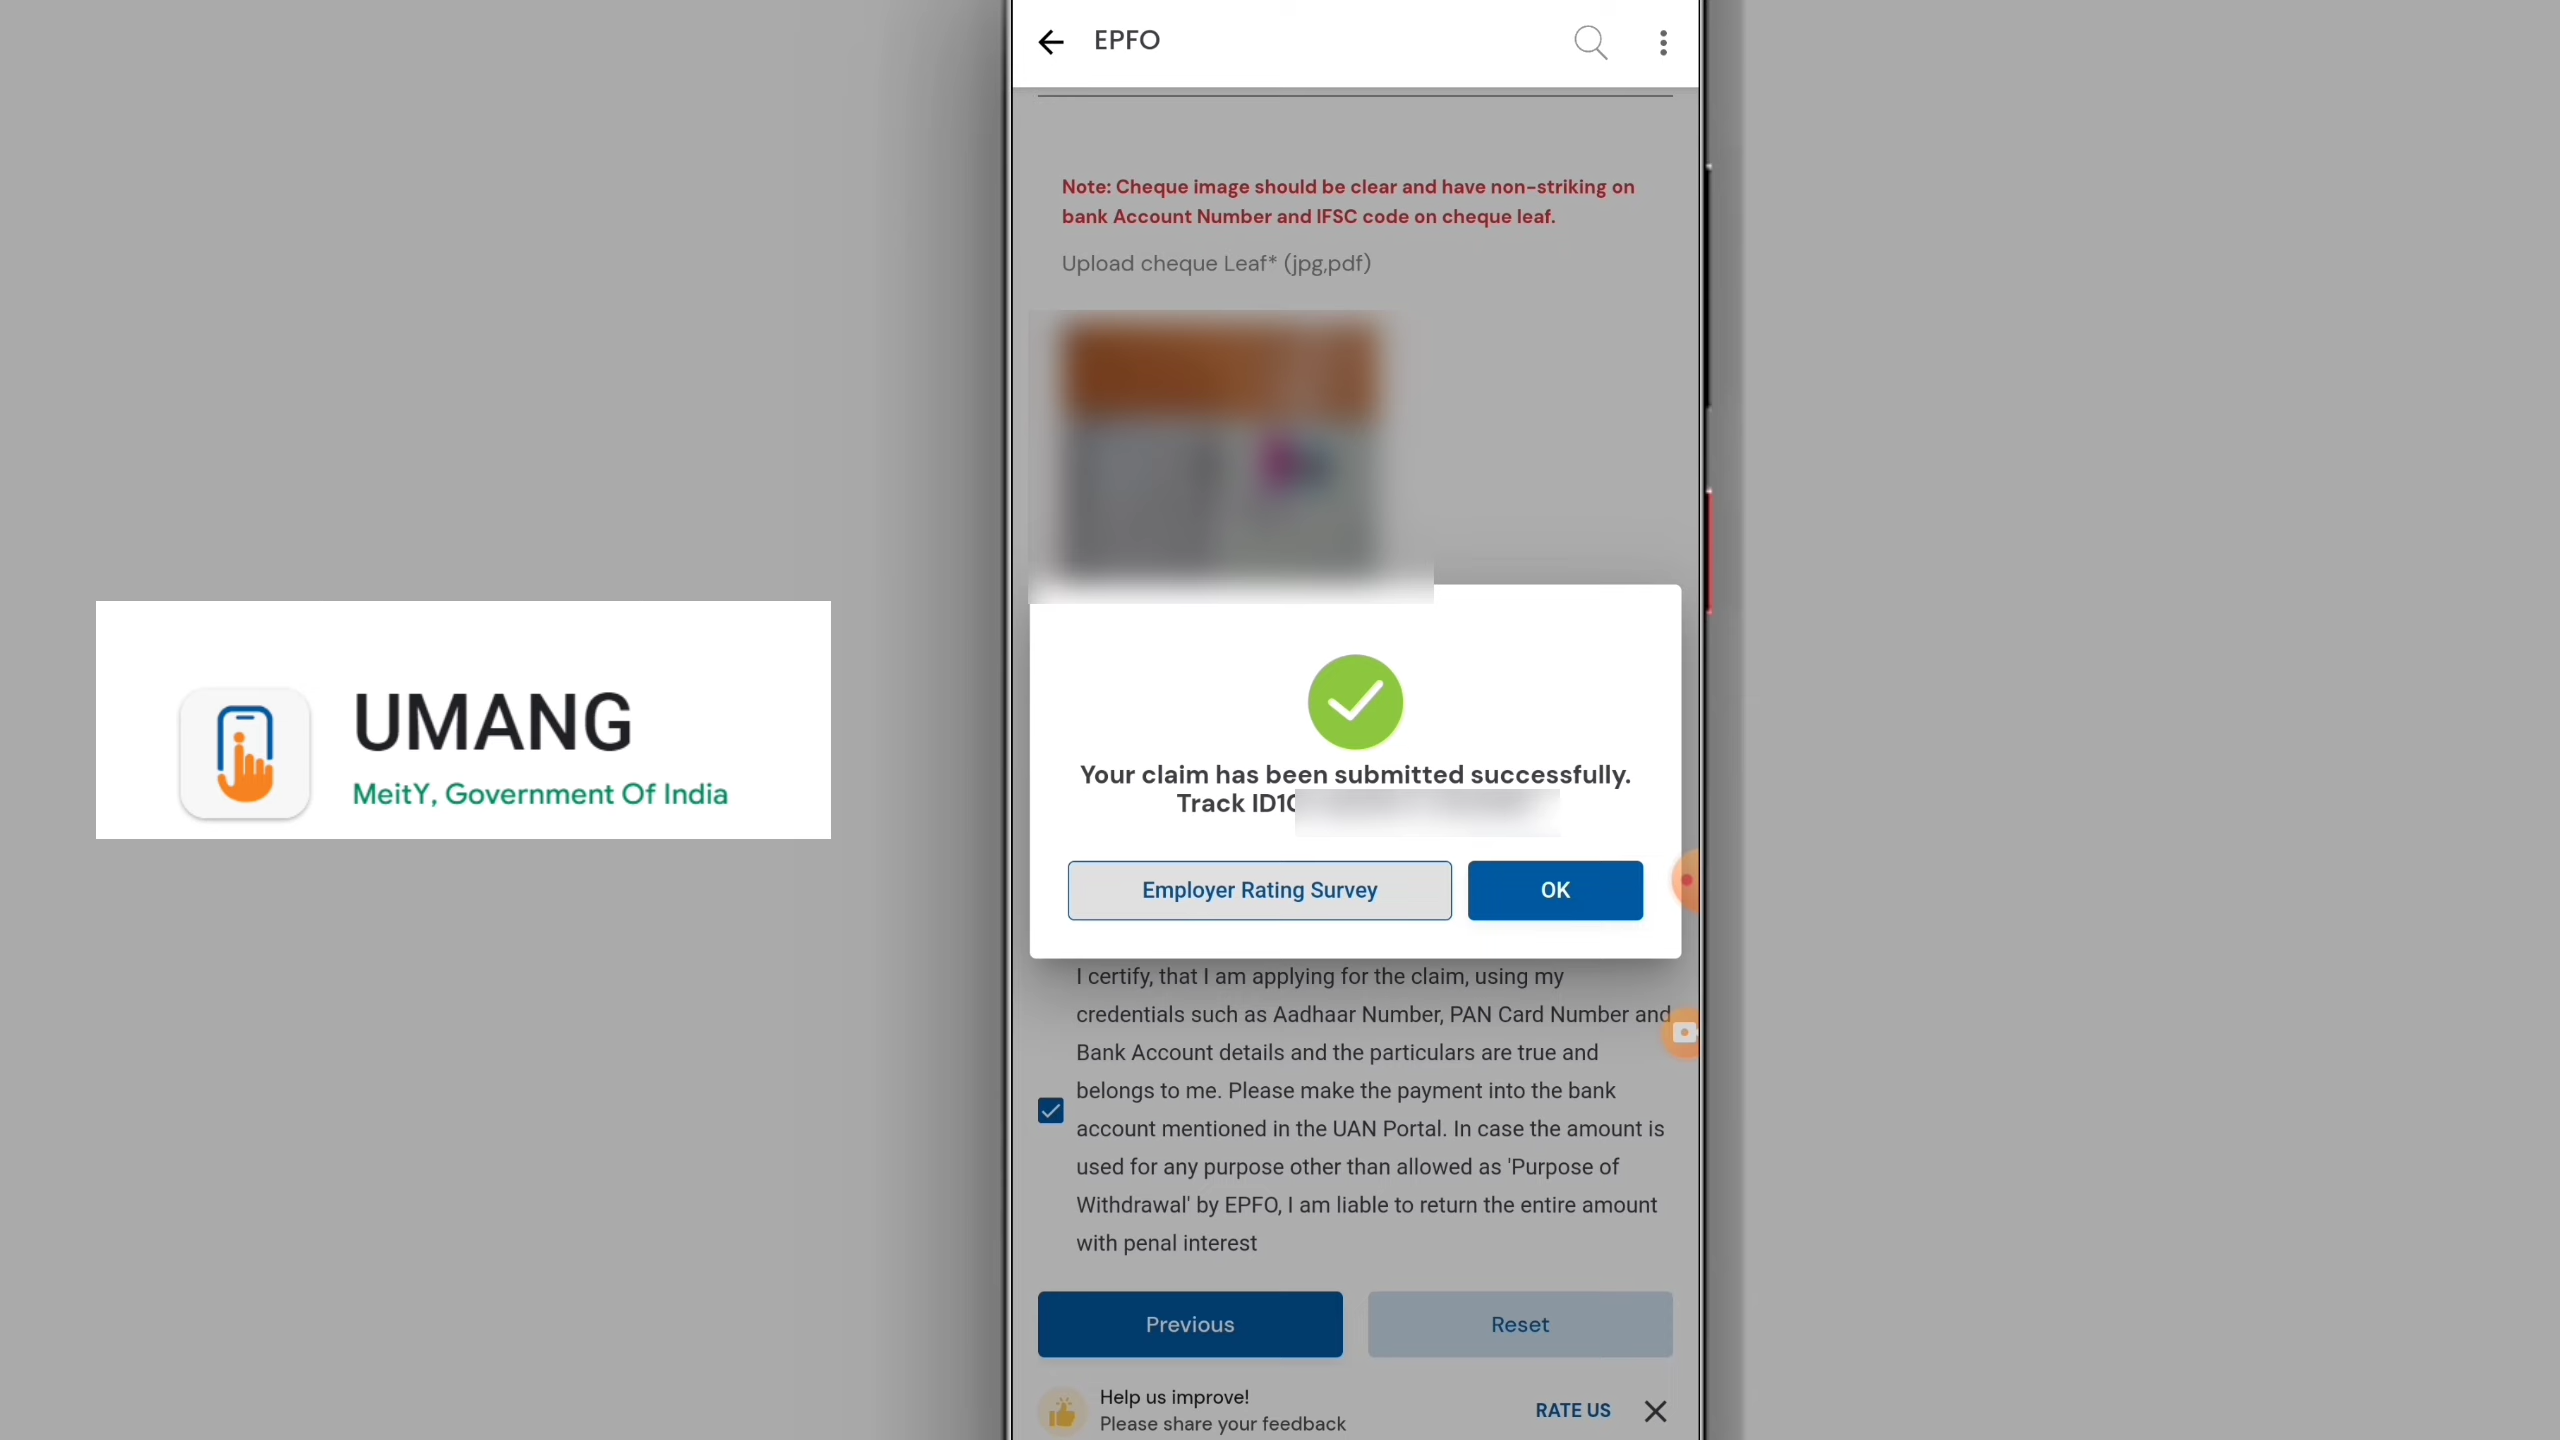 EPFO
Note: Cheque image should be clear and have non-striking on
bank Account Number and IFSC code on cheque leaf.
Upload cheque Leaf* (jpg,pdf)
UMANG
MeitY, Government Of India
Your claim has been submitted successfully.
Track ID10
Employer Rating Survey
OK
I certify, that I am applying for the claim, using my
credentials such as Aadhaar Number, PAN Card Number and
Bank Account details and the particulars are true and
belongs to me. Please make the payment into the bank
account mentioned in the UAN Portal. In case the amount is
used for any purpose other than allowed as 'Purpose of
Withdrawal' by EPFO, I am liable to return the entire amount
with penal interest
Previous
Reset
Help us improve!
Please share your feedback
RATE US